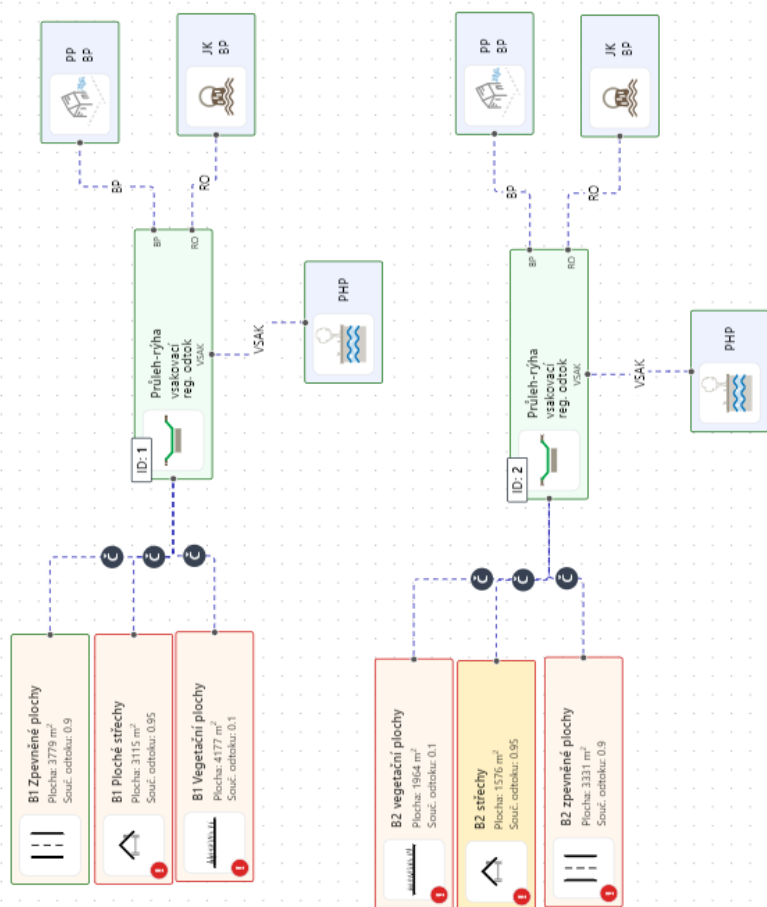 PP
BP
JK
BP
BP
RO
BP
RO
Průleh-rýha
vsakovací
reg. odtok
VSAK
ID: 1
VSAK
PHP
Č
Č
Č
B1 Zpevněné plochy
Plocha: 3779 m²
Souč. odtoku: 0.9
B1 Ploché střechy
Plocha: 3115 m²
Souč. odtoku: 0.95
B1 Vegetační plochy
Plocha: 4177 m²
Souč. odtoku: 0.1
PP
BP
JK
BP
BP
RO
BP
RO
Průleh-rýha
vsakovací
reg. odtok
VSAK
ID: 2
VSAK
PHP
Č
Č
Č
B2 vegetační plochy
Plocha: 1964 m²
Souč. odtoku: 0.1
B2 střechy
Plocha: 1576 m²
Souč. odtoku: 0.95
B2 zpevněné plochy
Plocha: 3331 m²
Souč. odtoku: 0.9